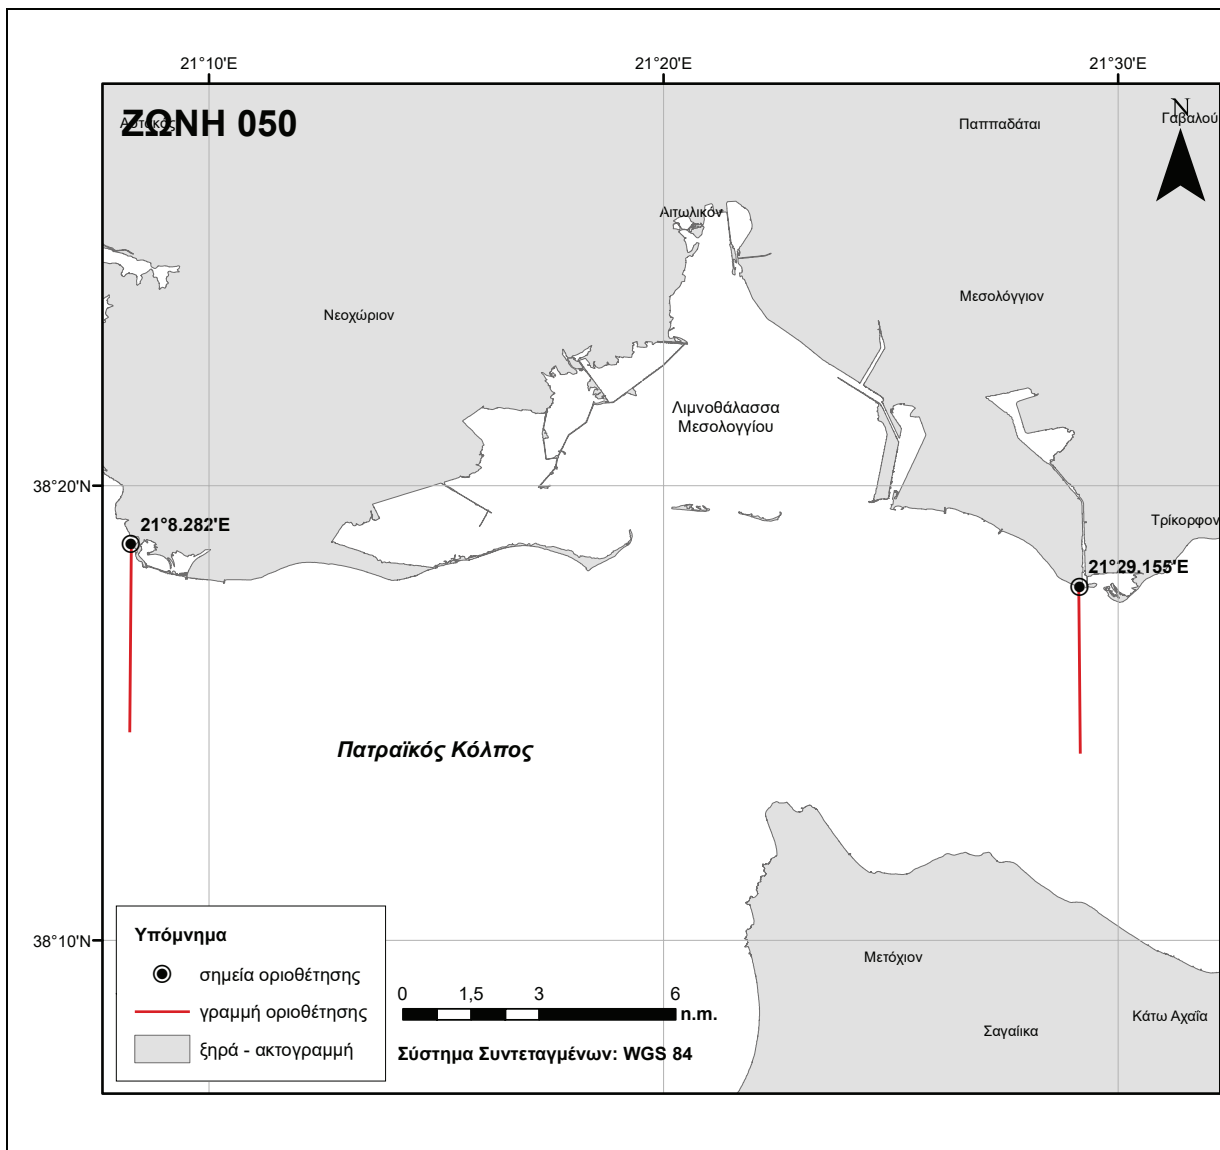 21°10'E
21°20'E
21°30'E
ΖΩΝΗ 050
Αστακός
Παππαδάται
N
Γαβαλού
Αιτωλικόν
Μεσολόγγιον
Νεοχώριον
Λιμνοθάλασσα
Μεσολογγίου
38°20'N
21°8.282'E
Τρίκορφον
21°29.155'E
Πατραϊκός Κόλπος
38°10'N
Υπόμνημα
σημεία οριοθέτησης
γραμμή οριοθέτησης
ξηρά - ακτογραμμή
0 1,5 3 6
n.m.
Σύστημα Συντεταγμένων: WGS 84
Μετόχιον
Σαγαίικα
Κάτω Αχαΐα